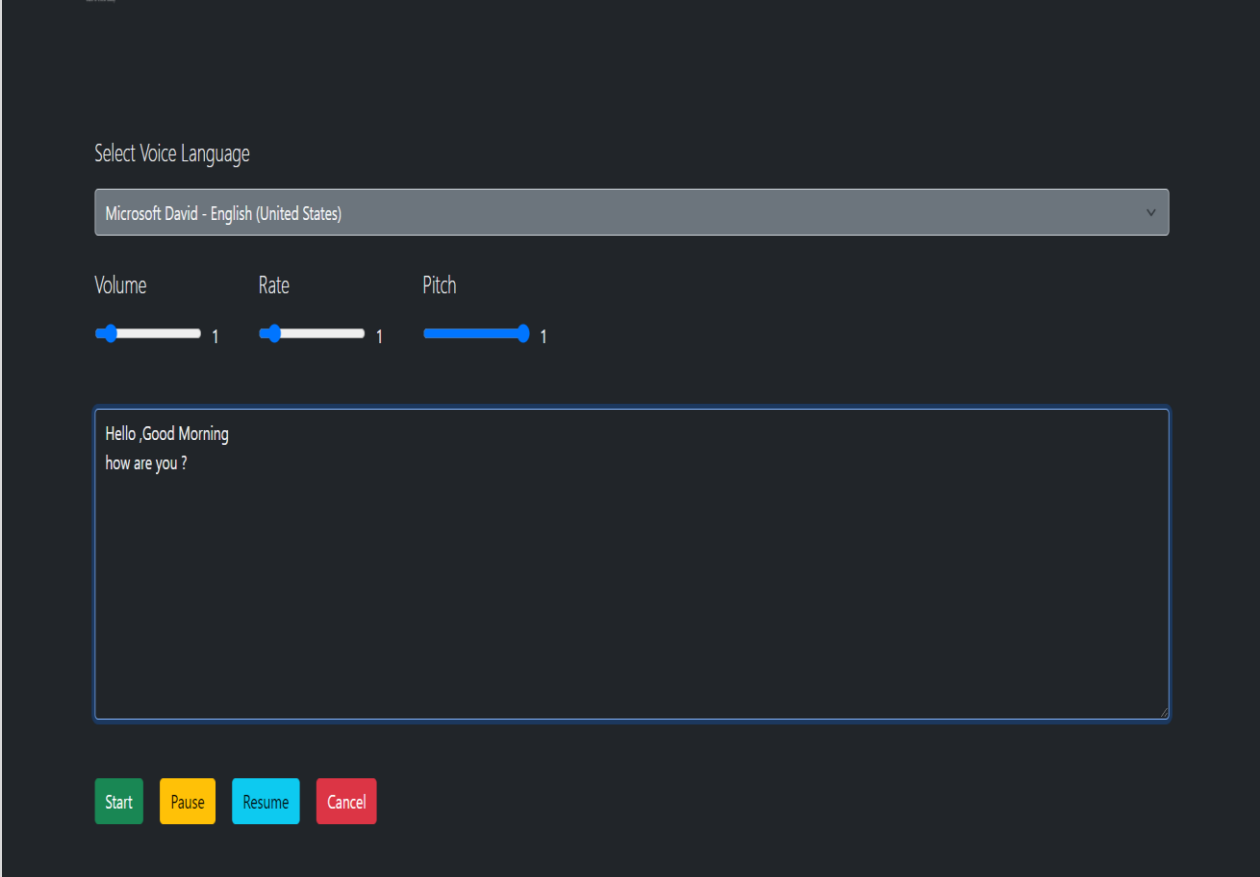 Select Voice Language
Microsoft David - English (United States)
Volume Rate Pitch
1 1 1
Hello ,Good Morning
how are you ?
Start Pause Resume Cancel